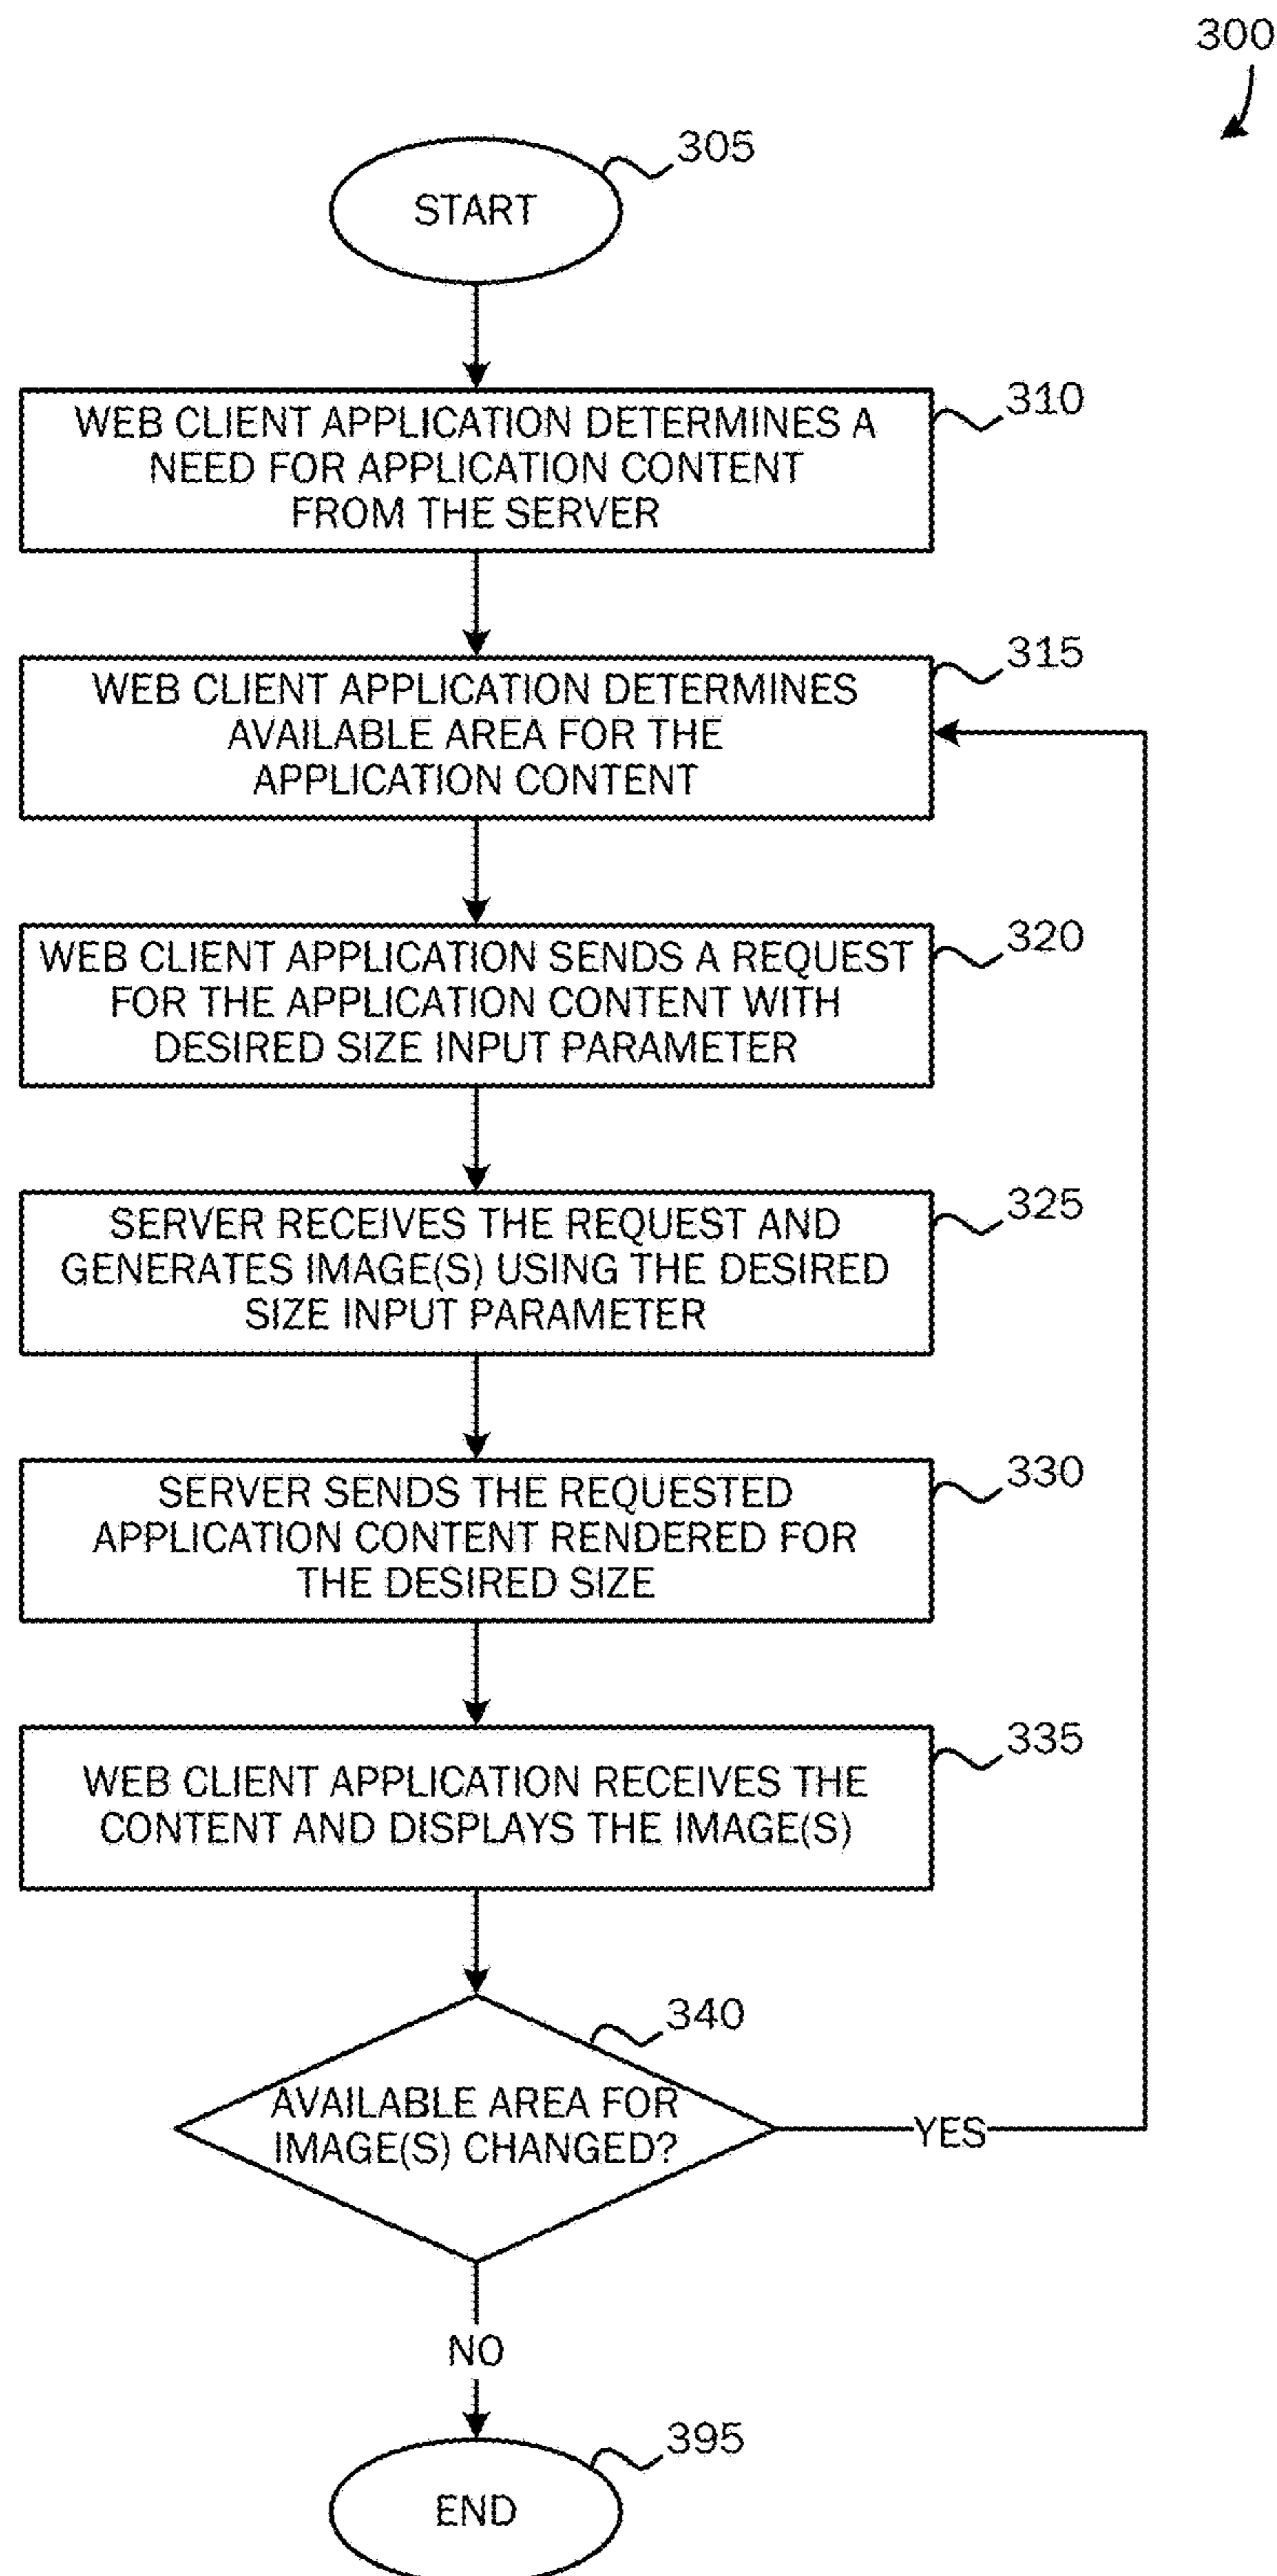 300
305
START
310
WEB CLIENT APPLICATION DETERMINES A
NEED FOR APPLICATION CONTENT
FROM THE SERVER
315
WEB CLIENT APPLICATION DETERMINES
AVAILABLE AREA FOR THE
APPLICATION CONTENT
320
WEB CLIENT APPLICATION SENDS A REQUEST
FOR THE APPLICATION CONTENT WITH
DESIRED SIZE INPUT PARAMETER
325
SERVER RECEIVES THE REQUEST AND
GENERATES IMAGE(S) USING THE DESIRED
SIZE INPUT PARAMETER
330
SERVER SENDS THE REQUESTED
APPLICATION CONTENT RENDERED FOR
THE DESIRED SIZE
335
WEB CLIENT APPLICATION RECEIVES THE
CONTENT AND DISPLAYS THE IMAGE(S)
340
AVAILABLE AREA FOR
IMAGE(S) CHANGED?
YES
NO
395
END